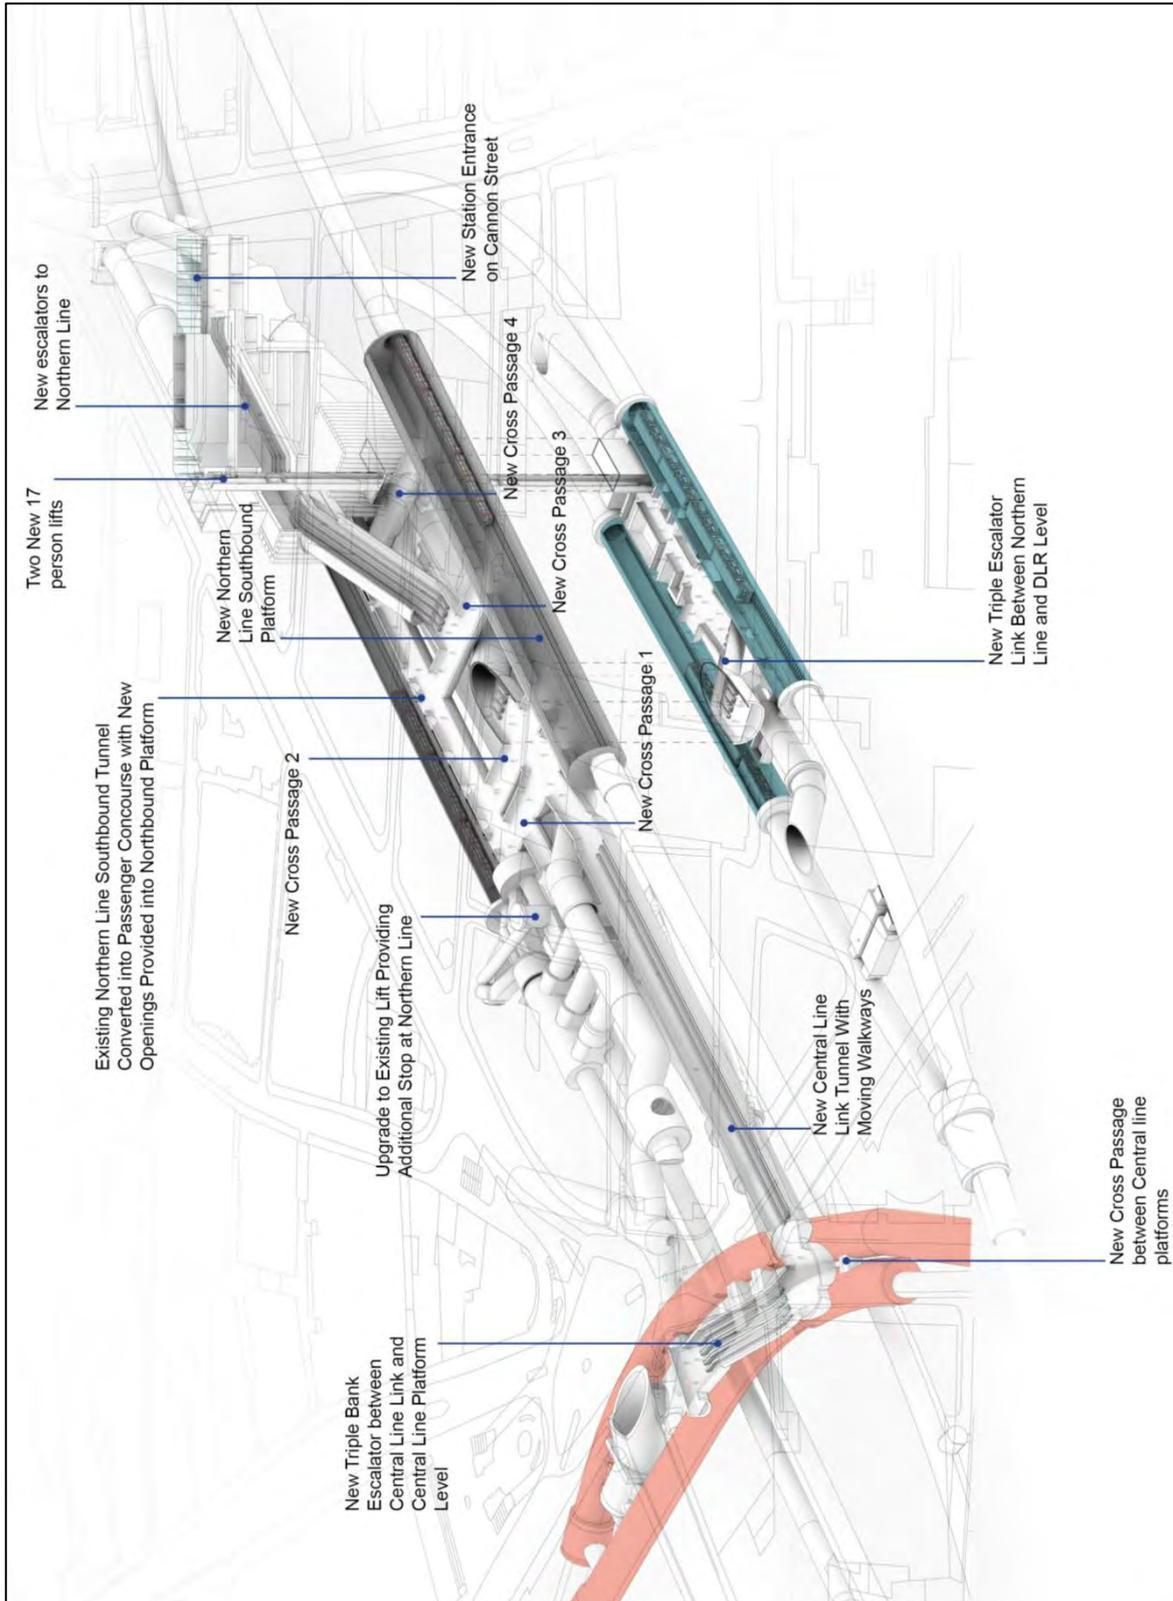 New Triple Bank
Escalator between
Central Line Link and
Central Line Platform
Level
Upgrade to Existing Lift Providing
Additional Stop at Northern Line
Existing Northern Line Southbound Tunnel
Converted into Passenger Concourse with New
Openings Provided into Northbound Platform
New Cross Passage 2
New Northern
Line Southbound
Platform
Two New 17
person lifts
New escalators to
Northern Line
New Station Entrance
on Cannon Street
New Cross Passage 4
New Cross Passage 3
New Cross Passage 1
New Central Line
Link Tunnel With
Moving Walkways
New Triple Escalator
Link Between Northern
Line and DLR Level
New Cross Passage
between Central line
platforms